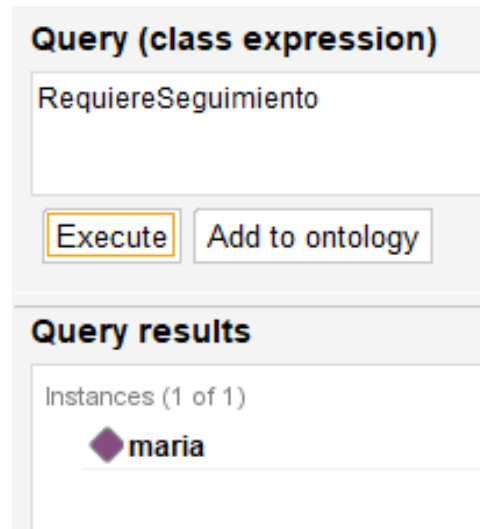 Query (class expression)
RequiereSeguimiento
Execute Add to ontology
Query results
Instances (1 of 1)
maria